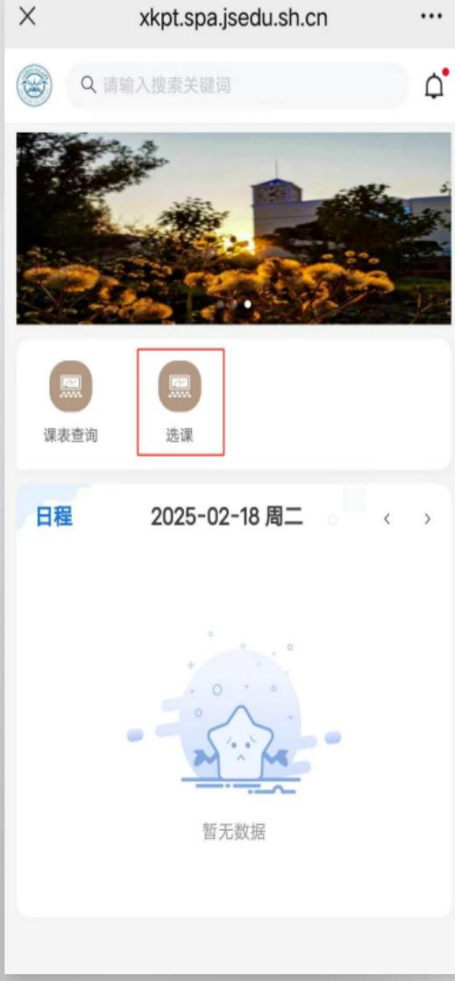 xkpt.spa.jsedu.sh.cn
请输入搜索关键词
课表查询
选课
日程
2025-02-18 周二
暂无数据